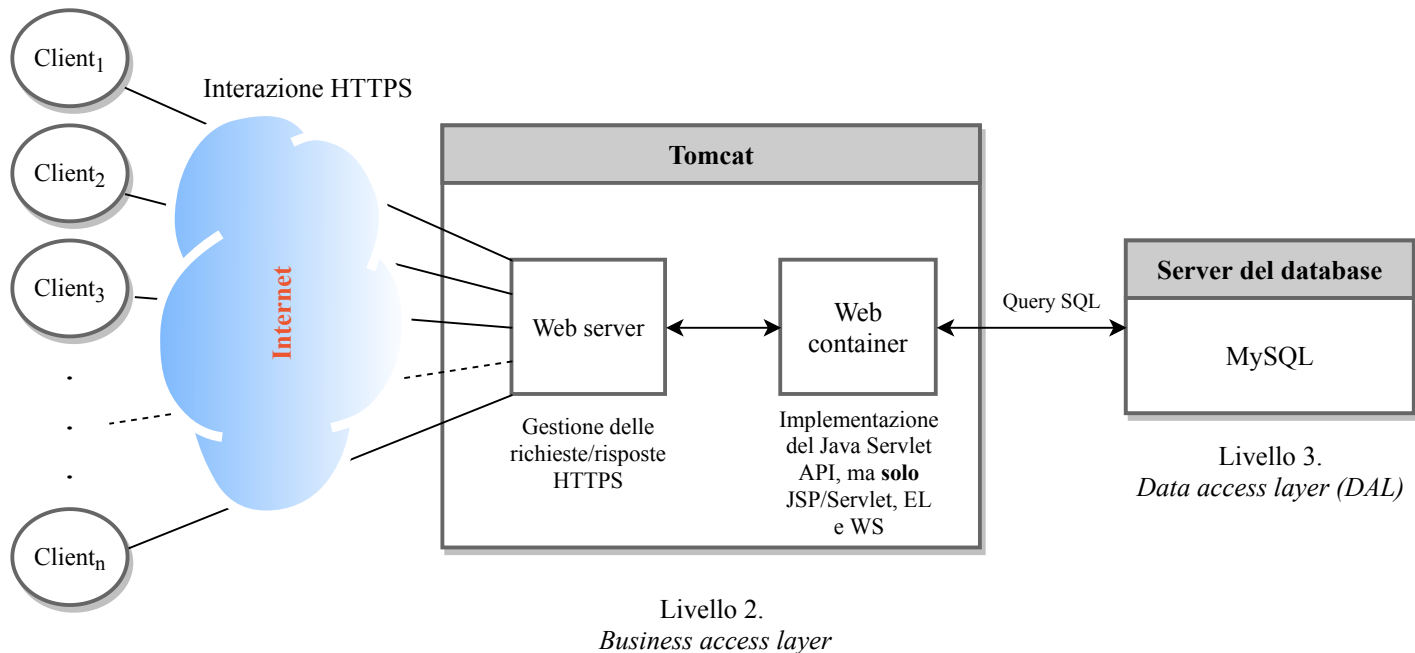 Client1
Client2
Client3
.
.
.
Clientn
Interazione HTTPS
Internet
Tomcat
Web server
Gestione delle
richieste/risposte
HTTPS
Web
container
Implementazione
del Java Servlet
API, ma solo
JSP/Servlet, EL
e WS
Livello 2.
Business access layer
Query SQL
Server del database
MySQL
Livello 3.
Data access layer (DAL)